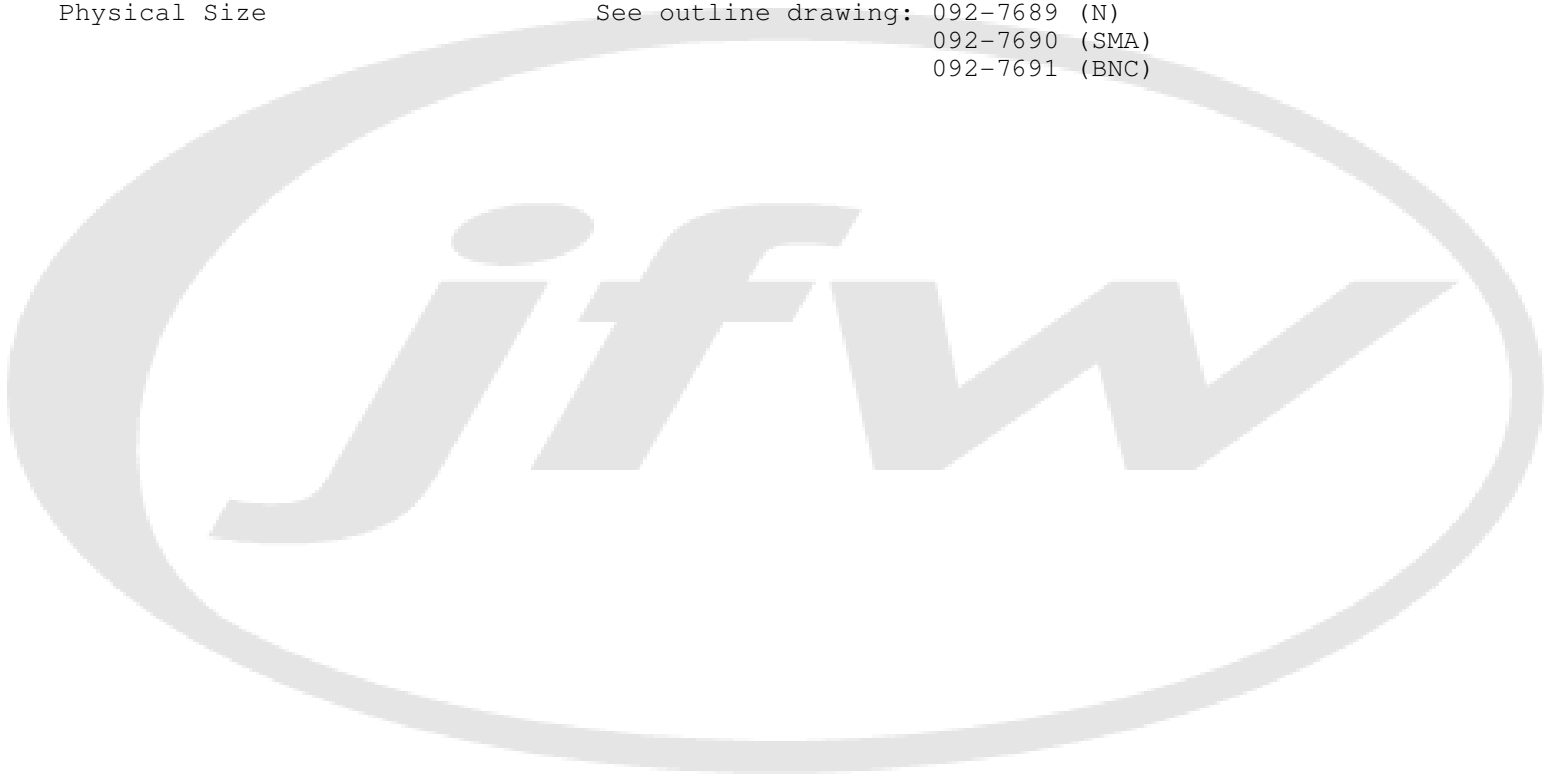 Physical Size See outline drawing: 092-7689 (N)
092-7690 (SMA)
092-7691 (BNC)
jfw